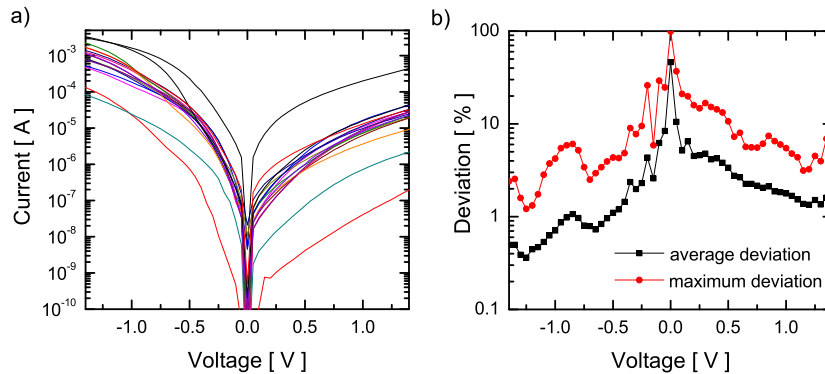 a)
Current [ A ]
10⁻³
10⁻⁴
10⁻⁵
10⁻⁶
10⁻⁷
10⁻⁸
10⁻⁹
10⁻¹⁰
-1.0 -0.5 0.0 0.5 1.0
Voltage [ V ]
b)
Deviation [ % ]
100
10
1
0.1
average deviation
maximum deviation
-1.0 -0.5 0.0 0.5 1.0
Voltage [ V ]